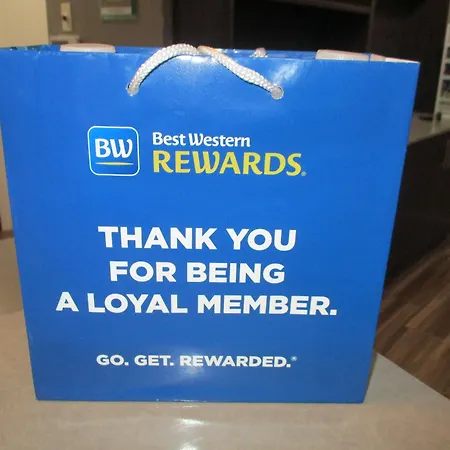 BW
Best Western
REWARDS®
THANK YOU
FOR BEING
A LOYAL MEMBER.
GO. GET. REWARDED.®